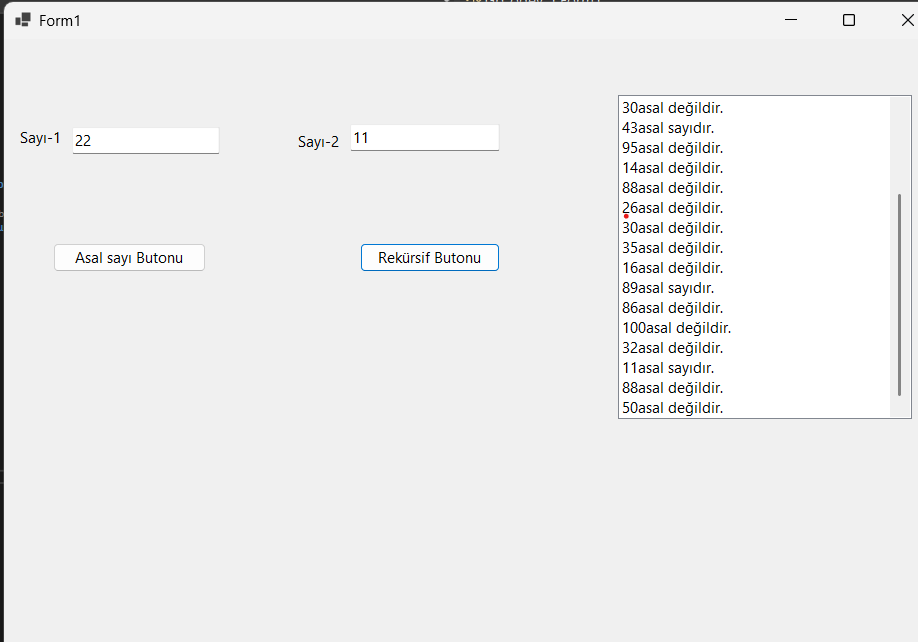 Form1
Sayı-1
22
Sayı-2
11
Asal sayı Butonu
Rekürsif Butonu
30asal değildir.
43asal sayıdır.
95asal değildir.
14asal değildir.
88asal değildir.
26asal değildir.
30asal değildir.
35asal değildir.
16asal değildir.
89asal sayıdır.
86asal değildir.
100asal değildir.
32asal değildir.
11asal sayıdır.
88asal değildir.
50asal değildir.